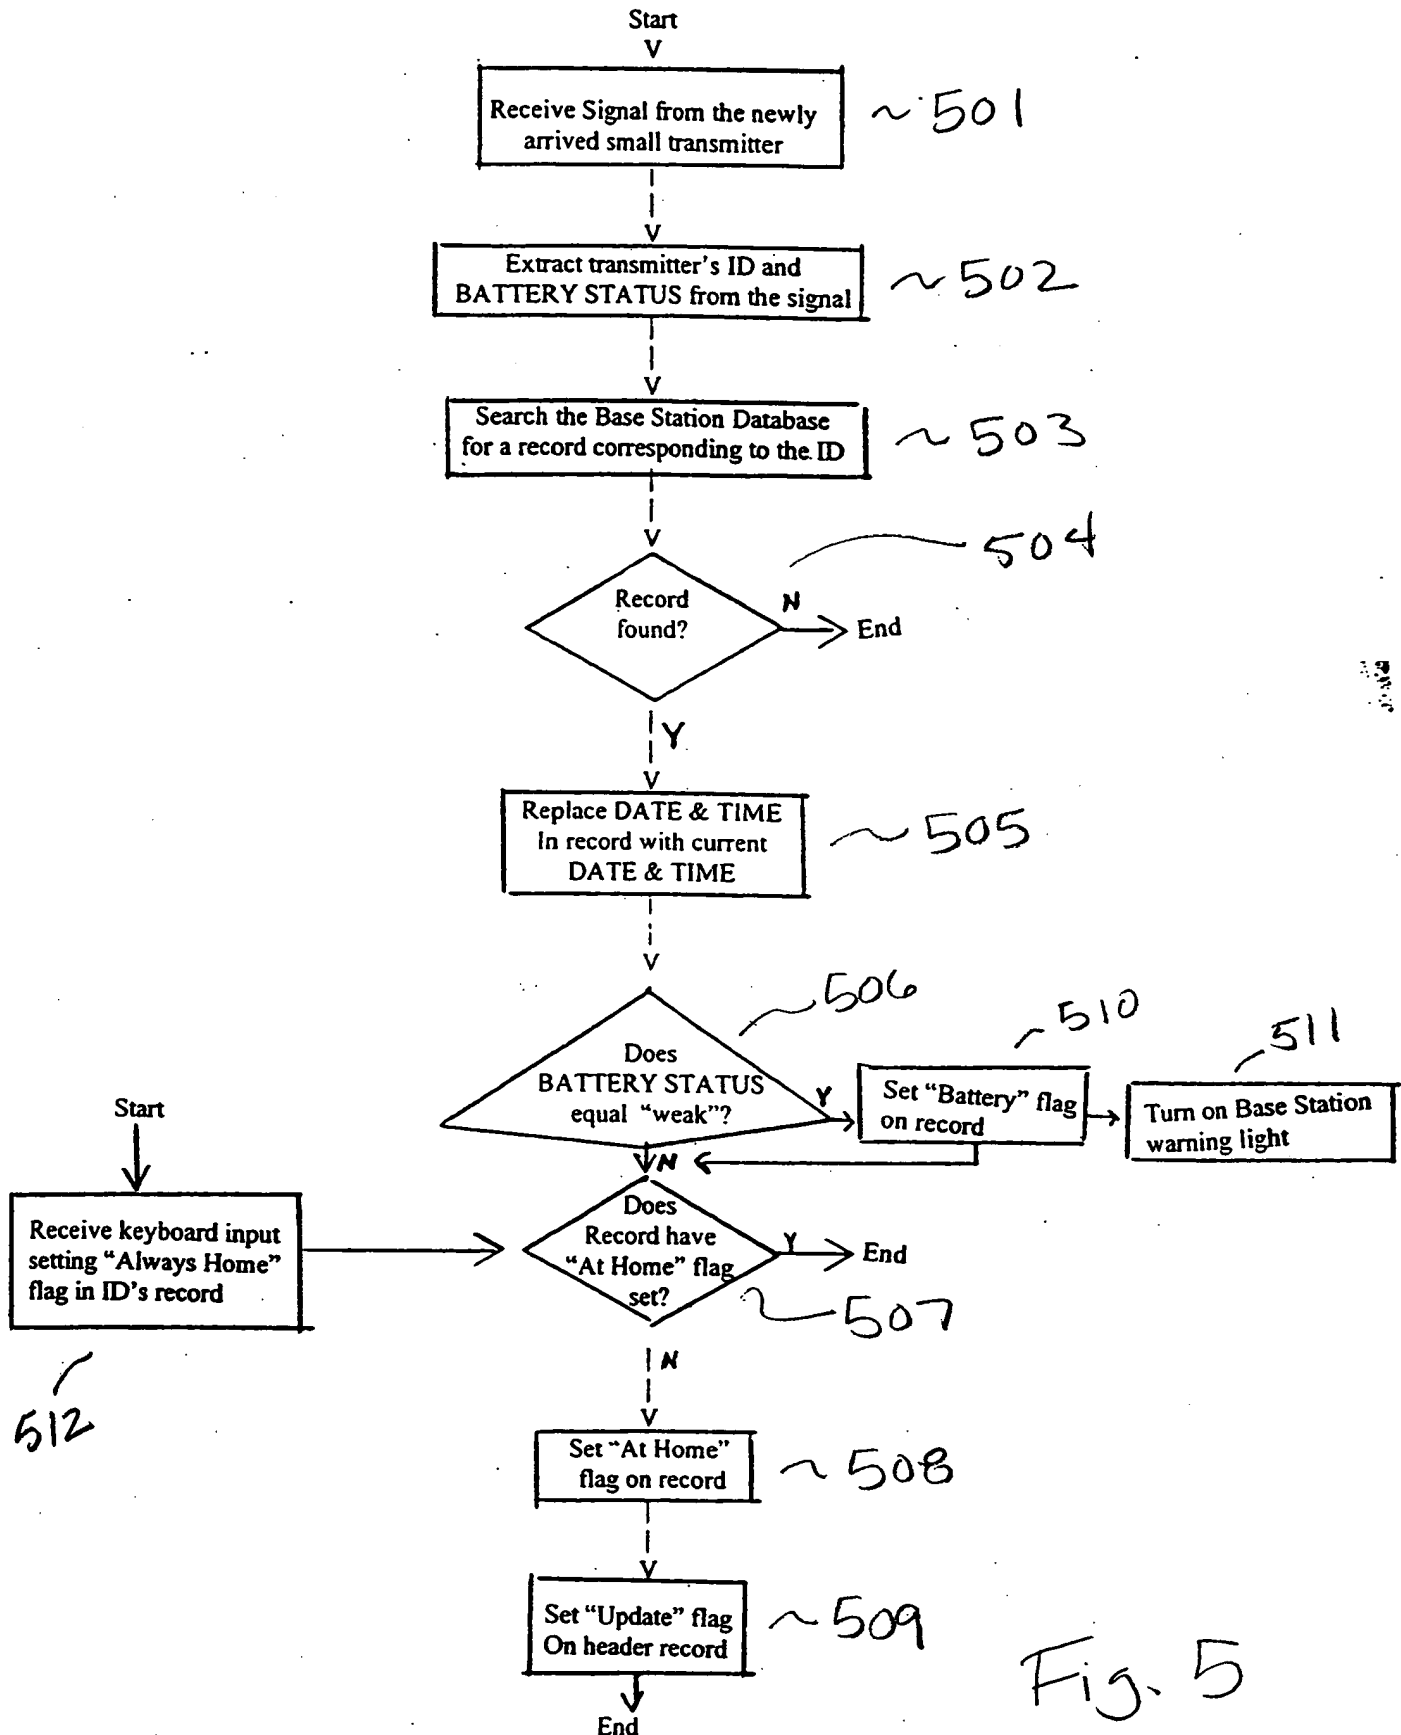 Start
Receive Signal from the newly
arrived small transmitter
~501
Extract transmitter's ID and
BATTERY STATUS from the signal
~502
Search the Base Station Database
for a record corresponding to the ID
~503
504
Record
found?
N
End
Y
Replace DATE & TIME
In record with current
DATE & TIME
~505
506
Does
BATTERY STATUS
equal "weak"?
Y
510
Set "Battery" flag
on record
511
Turn on Base Station
warning light
N
Start
Receive keyboard input
setting "Always Home"
flag in ID's record
512
Does
Record have
"At Home" flag
set?
Y
End
507
N
Set "At Home"
flag on record
~508
Set "Update" flag
On header record
~509
End
Fig. 5